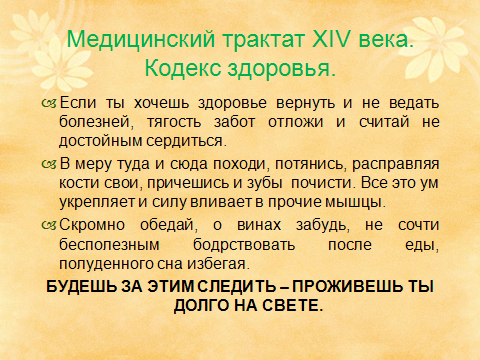 Медицинский трактат XIV века.
Кодекс здоровья.
Если ты хочешь здоровье вернуть и не ведать
болезней, тягость забот отложи и считай не
достойным сердиться.
В меру туда и сюда походи, потянись, расправляя
кости свои, причешись и зубы почисти. Все это ум
укрепляет и силу вливает в прочие мышцы.
Скромно обедай, о винах забудь, не сочти
бесполезным бодрствовать после еды,
полуденного сна избегая.
БУДЕШЬ ЗА ЭТИМ СЛЕДИТЬ – ПРОЖИВЕШЬ ТЫ
ДОЛГО НА СВЕТЕ.